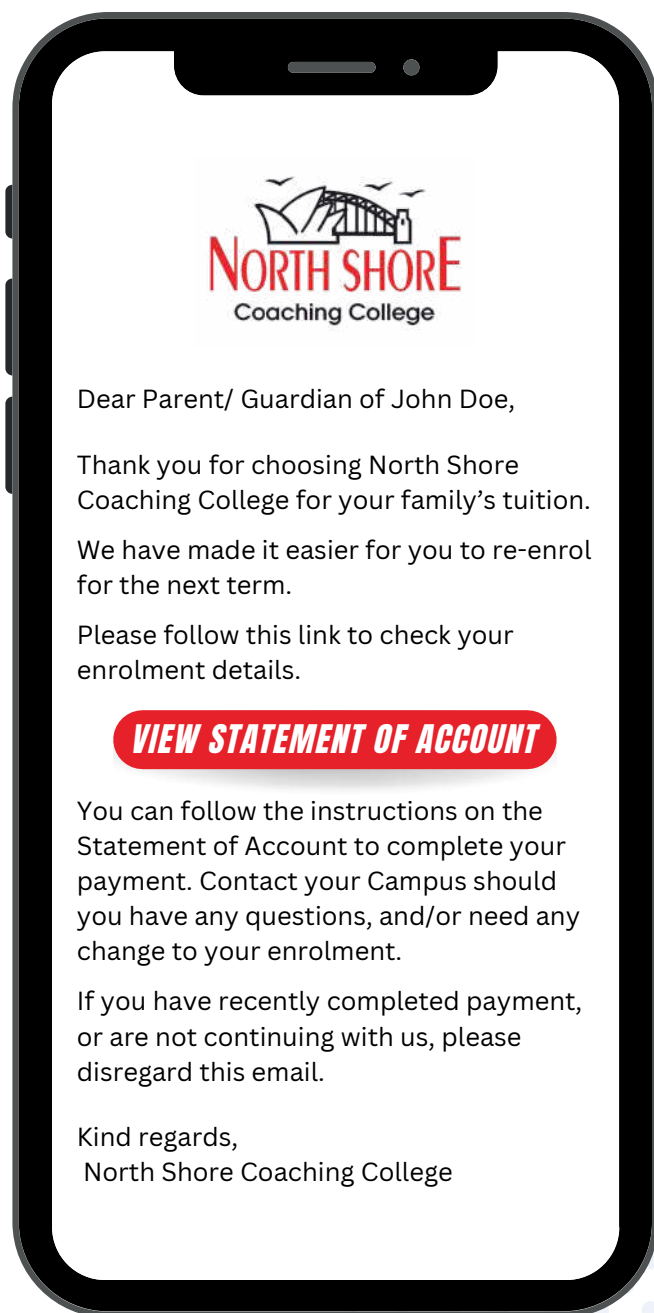 NORTH SHORE
Coaching College
Dear Parent/ Guardian of John Doe,
Thank you for choosing North Shore
Coaching College for your family’s tuition.
We have made it easier for you to re-enrol
for the next term.
Please follow this link to check your
enrolment details.
VIEW STATEMENT OF ACCOUNT
You can follow the instructions on the
Statement of Account to complete your
payment. Contact your Campus should
you have any questions, and/or need any
change to your enrolment.
If you have recently completed payment,
or are not continuing with us, please
disregard this email.
Kind regards,
North Shore Coaching College